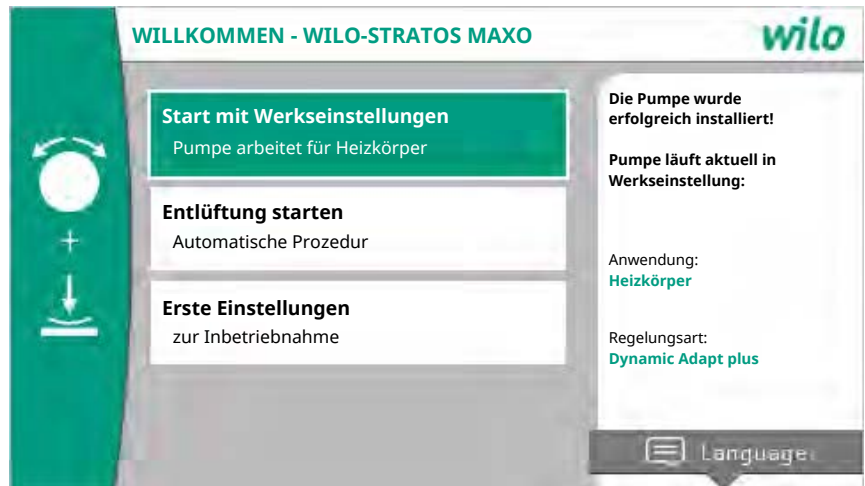 WILLKOMMEN - WILO-STRATOS MAXO
wilo
Start mit Werkseinstellungen
Pumpe arbeitet für Heizkörper
Entlüftung starten
Automatische Prozedur
Erste Einstellungen
zur Inbetriebnahme
+
Die Pumpe wurde
erfolgreich installiert!
Pumpe läuft aktuell in
Werkseinstellung:
Anwendung:
Heizkörper
Regelungsart:
Dynamic Adapt plus
Language